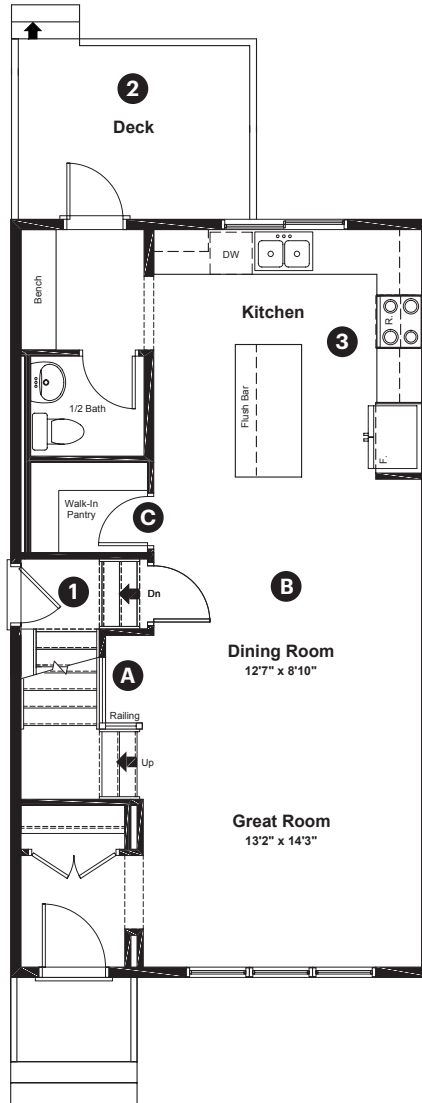 2
Deck
DW
Bench
Kitchen
3
R.
1/2 Bath
Flush Bar
F.
Walk-In
Pantry
C
1
Dn
B
Dining Room
12'7" x 8'10"
A
Railing
Up
Great Room
13'2" x 14'3"